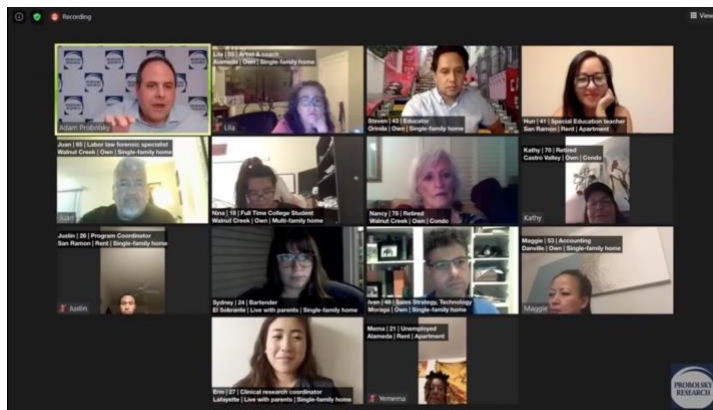 Recording
View
PROBOLSKY RESEARCH
Adam Probolsky
Lila | 50 | Artist & coach
Alameda | Own | Single-family home
Lila
Steven | 43 | Educator
Orinda | Own | Single-family home
Hun | 41 | Special Education teacher
San Ramon | Rent | Apartment
Juan | 60 | Labor law forensic specialist
Walnut Creek | Own | Single-family home
Juan
Nina | 18 | Full Time College Student
Walnut Creek | Own | Multi-family home
Nancy | 78 | Retired
Walnut Creek | Own | Condo
Kathy | 70 | Retired
Castro Valley | Own | Condo
Kathy
Justin | 26 | Program Coordinator
San Ramon | Rent | Single-family home
Justin
Sydney | 24 | Bartender
El Sobrante | Live with parents | Single-family home
Ivan | 46 | Sales Strategy, Technology
Moraga | Own | Single-family home
Maggie | 53 | Accounting
Danville | Own | Single-family home
Maggie
Erin | 27 | Clinical research coordinator
Lafayette | Live with parents | Single-family home
Mema | 21 | Unemployed
Alameda | Rent | Apartment
Yememia
PROBOLSKY
RESEARCH